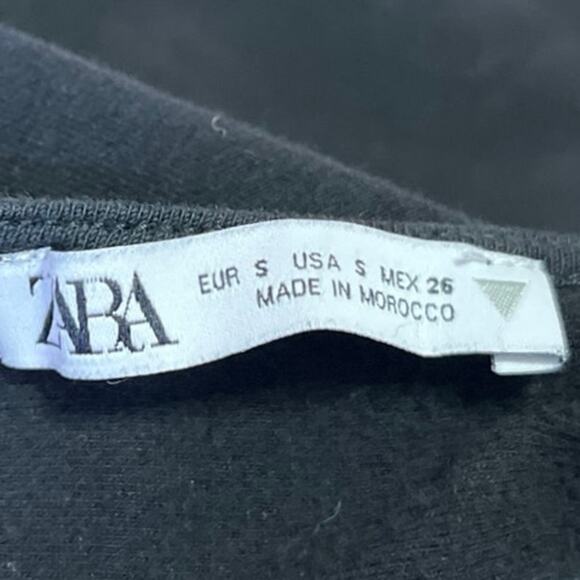 ZARA
EUR S USA S MEX 26
MADE IN MOROCCO